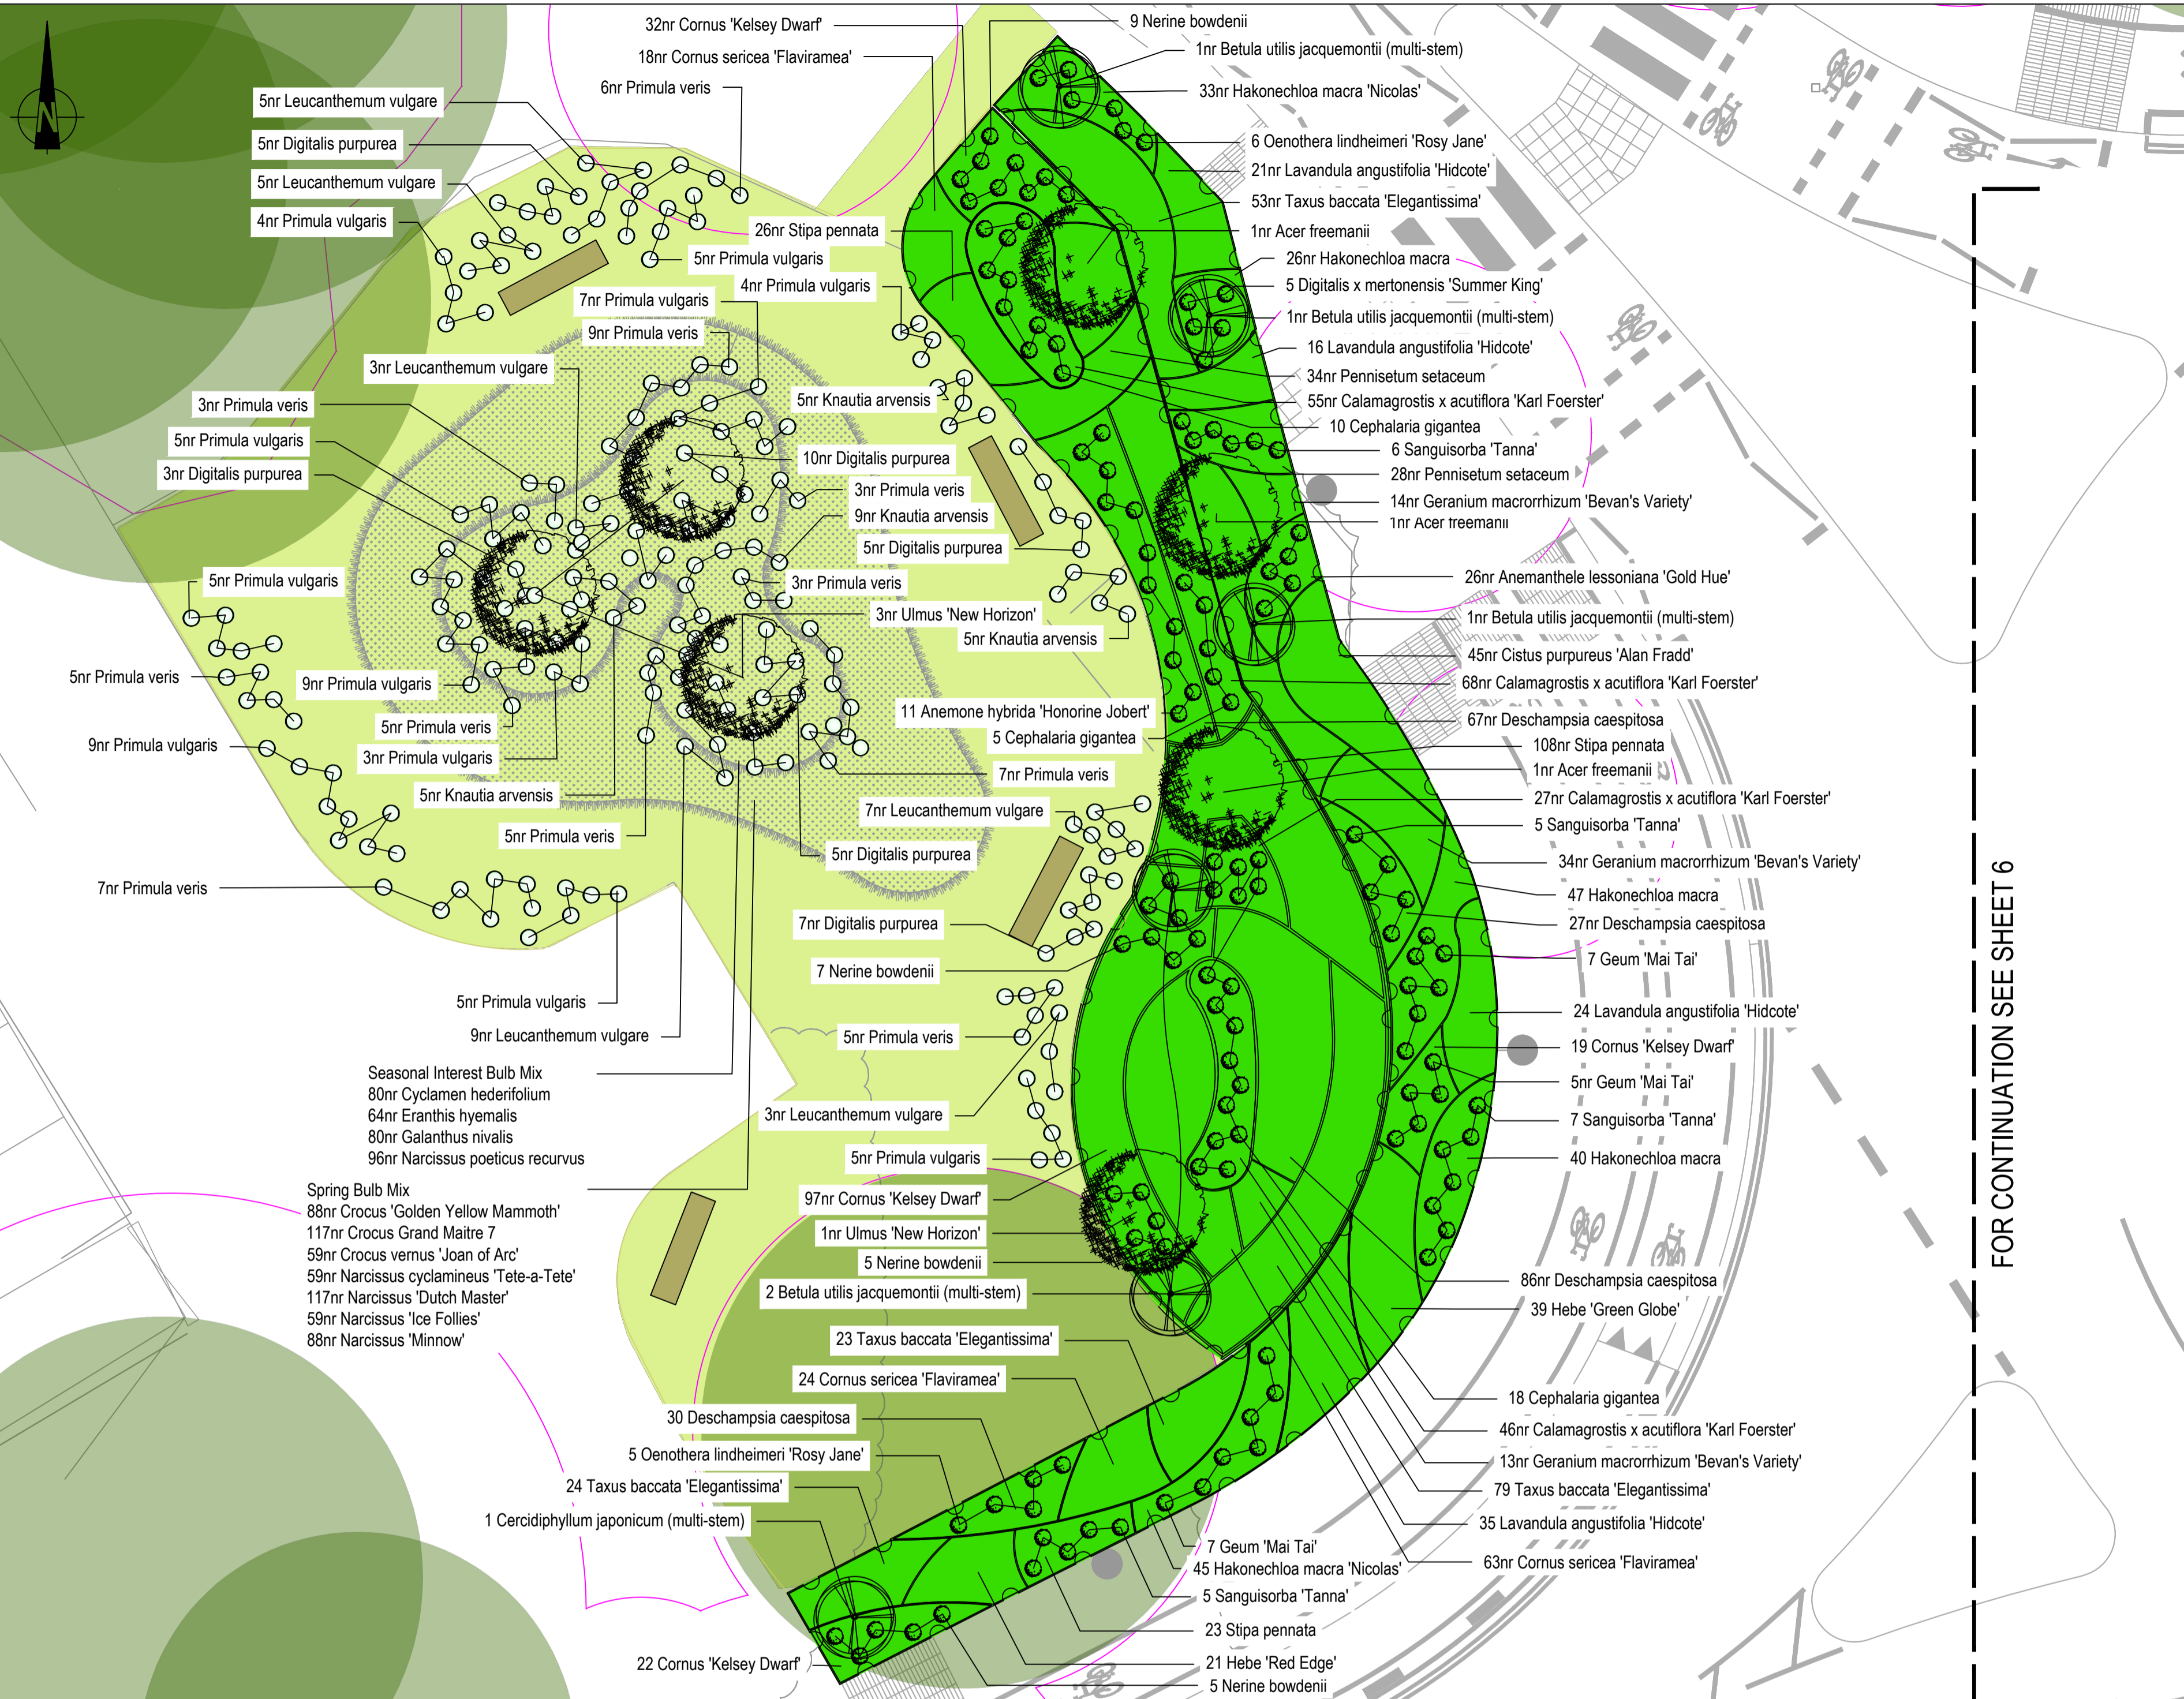 N
32nr Cornus 'Kelsey Dwarf'
18nr Cornus sericea 'Flaviramea'
6nr Primula veris
5nr Leucanthemum vulgare
5nr Digitalis purpurea
5nr Leucanthemum vulgare
4nr Primula vulgaris
26nr Stipa pennata
5nr Primula vulgaris
4nr Primula vulgaris
7nr Primula vulgaris
9nr Primula veris
3nr Leucanthemum vulgare
3nr Primula veris
5nr Primula vulgaris
3nr Digitalis purpurea
5nr Knautia arvensis
10nr Digitalis purpurea
3nr Primula veris
9nr Knautia arvensis
5nr Digitalis purpurea
5nr Primula vulgaris
3nr Primula veris
3nr Ulmus 'New Horizon'
5nr Knautia arvensis
5nr Primula veris
9nr Primula vulgaris
11 Anemone hybrida 'Honorine Jobert'
5nr Primula veris
5 Cephalaria gigantea
9nr Primula vulgaris
3nr Primula vulgaris
7nr Primula veris
5nr Knautia arvensis
7nr Leucanthemum vulgare
5nr Primula veris
5nr Digitalis purpurea
7nr Primula veris
7nr Digitalis purpurea
7 Nerine bowdenii
5nr Primula vulgaris
9nr Leucanthemum vulgare
5nr Primula veris
Seasonal Interest Bulb Mix
80nr Cyclamen hederifolium
64nr Eranthis hyemalis
80nr Galanthus nivalis
96nr Narcissus poeticus recurvus
3nr Leucanthemum vulgare
5nr Primula vulgaris
Spring Bulb Mix
88nr Crocus 'Golden Yellow Mammoth'
117nr Crocus Grand Maitre 7
59nr Crocus vernus 'Joan of Arc'
59nr Narcissus cyclamineus 'Tete-a-Tete'
117nr Narcissus 'Dutch Master'
59nr Narcissus 'Ice Follies'
88nr Narcissus 'Minnow'
97nr Cornus 'Kelsey Dwarf'
1nr Ulmus 'New Horizon'
5 Nerine bowdenii
2 Betula utilis jacquemontii (multi-stem)
23 Taxus baccata 'Elegantissima'
24 Cornus sericea 'Flaviramea'
30 Deschampsia caespitosa
5 Oenothera lindheimeri 'Rosy Jane'
24 Taxus baccata 'Elegantissima'
1 Cercidiphyllum japonicum (multi-stem)
22 Cornus 'Kelsey Dwarf'
9 Nerine bowdenii
1nr Betula utilis jacquemontii (multi-stem)
33nr Hakonechloa macra 'Nicolas'
6 Oenothera lindheimeri 'Rosy Jane'
21nr Lavandula angustifolia 'Hidcote'
53nr Taxus baccata 'Elegantissima'
1nr Acer freemanii
26nr Hakonechloa macra
5 Digitalis x mertonensis 'Summer King'
1nr Betula utilis jacquemontii (multi-stem)
16 Lavandula angustifolia 'Hidcote'
34nr Pennisetum setaceum
55nr Calamagrostis x acutiflora 'Karl Foerster'
10 Cephalaria gigantea
6 Sanguisorba 'Tanna'
28nr Pennisetum setaceum
14nr Geranium macrorrhizum 'Bevan's Variety'
1nr Acer freemanii
26nr Anemanthele lessoniana 'Gold Hue'
1nr Betula utilis jacquemontii (multi-stem)
45nr Cistus purpureus 'Alan Fradd'
68nr Calamagrostis x acutiflora 'Karl Foerster'
67nr Deschampsia caespitosa
108nr Stipa pennata
1nr Acer freemanii
27nr Calamagrostis x acutiflora 'Karl Foerster'
5 Sanguisorba 'Tanna'
34nr Geranium macrorrhizum 'Bevan's Variety'
47 Hakonechloa macra
27nr Deschampsia caespitosa
7 Geum 'Mai Tai'
24 Lavandula angustifolia 'Hidcote'
19 Cornus 'Kelsey Dwarf'
5nr Geum 'Mai Tai'
7 Sanguisorba 'Tanna'
40 Hakonechloa macra
86nr Deschampsia caespitosa
39 Hebe 'Green Globe'
18 Cephalaria gigantea
46nr Calamagrostis x acutiflora 'Karl Foerster'
13nr Geranium macrorrhizum 'Bevan's Variety'
79 Taxus baccata 'Elegantissima'
35 Lavandula angustifolia 'Hidcote'
63nr Cornus sericea 'Flaviramea'
7 Geum 'Mai Tai'
45 Hakonechloa macra 'Nicolas'
5 Sanguisorba 'Tanna'
23 Stipa pennata
21 Hebe 'Red Edge'
5 Nerine bowdenii
FOR CONTINUATION SEE SHEET 6